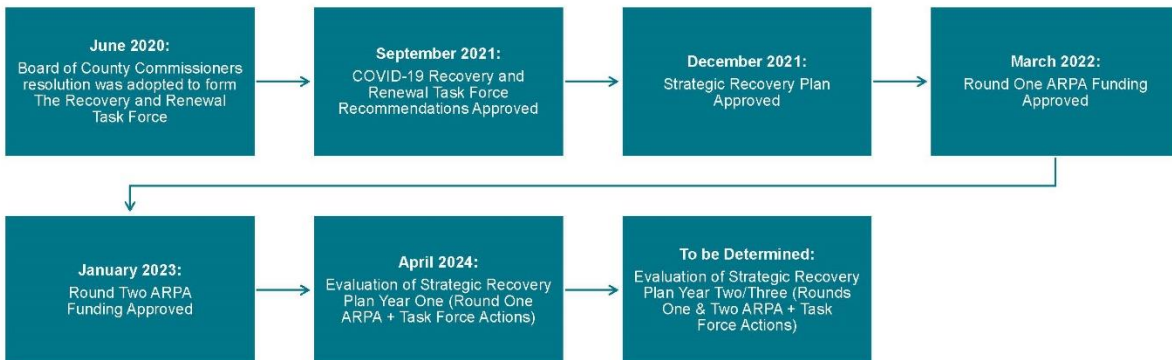 June 2020:
Board of County Commissioners
resolution was adopted to form
The Recovery and Renewal
Task Force
September 2021:
COVID-19 Recovery and
Renewal Task Force
Recommendations Approved
December 2021:
Strategic Recovery Plan
Approved
March 2022:
Round One ARPA Funding
Approved
January 2023:
Round Two ARPA
Funding Approved
April 2024:
Evaluation of Strategic Recovery
Plan Year One (Round One
ARPA + Task Force Actions)
To be Determined:
Evaluation of Strategic Recovery
Plan Year Two/Three (Rounds
One & Two ARPA + Task
Force Actions)